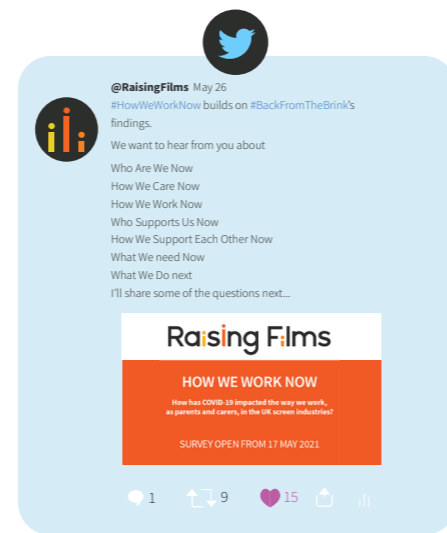 @RaisingFilms May 26
#HowWeWorkNow builds on #BackFromTheBrink's
findings.
We want to hear from you about
Who Are We Now
How We Care Now
How We Work Now
Who Supports Us Now
How We Support Each Other Now
What We need Now
What We Do next
I'll share some of the questions next...
Raising Films
HOW WE WORK NOW
How has COVID-19 impacted the way we work,
as parents and carers, in the UK screen industries?
SURVEY OPEN FROM 17 MAY 2021
1 9 15